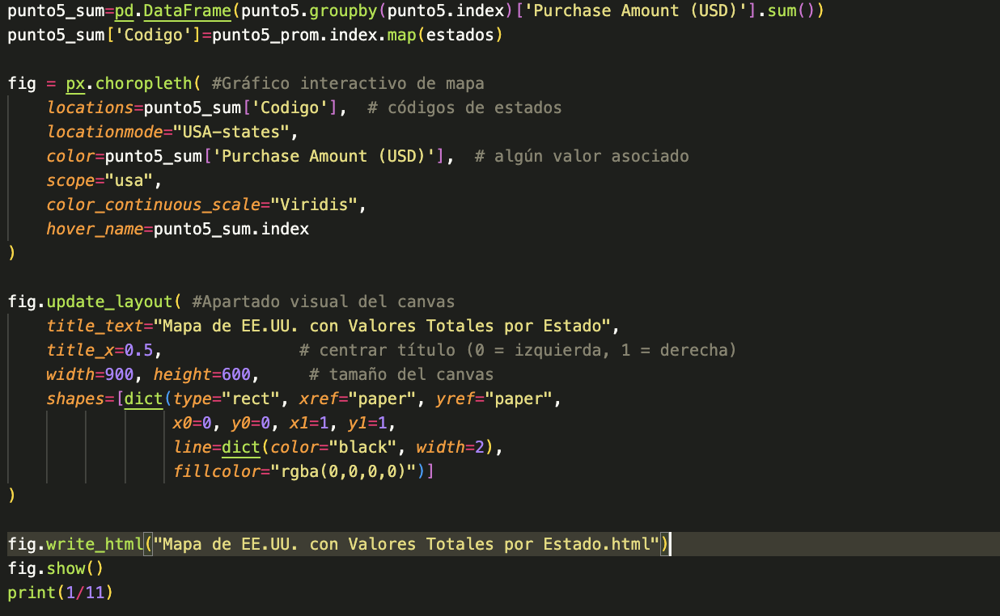 punto5_sum=pd.DataFrame(punto5.groupby(punto5.index)['Purchase Amount (USD)'].sum())
punto5_sum['Codigo']=punto5_prom.index.map(estados)
fig = px.choropleth( #Gráfico interactivo de mapa
locations=punto5_sum['Codigo'],  # códigos de estados
locationmode="USA-states",
color=punto5_sum['Purchase Amount (USD)'],  # algún valor asociado
scope="usa",
color_continuous_scale="Viridis",
hover_name=punto5_sum.index
)
fig.update_layout( #Apartado visual del canvas
title_text="Mapa de EE.UU. con Valores Totales por Estado",
title_x=0.5,              # centrar título (0 = izquierda, 1 = derecha)
width=900, height=600,     # tamaño del canvas
shapes=[dict(type="rect", xref="paper", yref="paper",
x0=0, y0=0, x1=1, y1=1,
line=dict(color="black", width=2),
fillcolor="rgba(0,0,0,0)")]
)
fig.write_html("Mapa de EE.UU. con Valores Totales por Estado.html")
fig.show()
print(1/11)